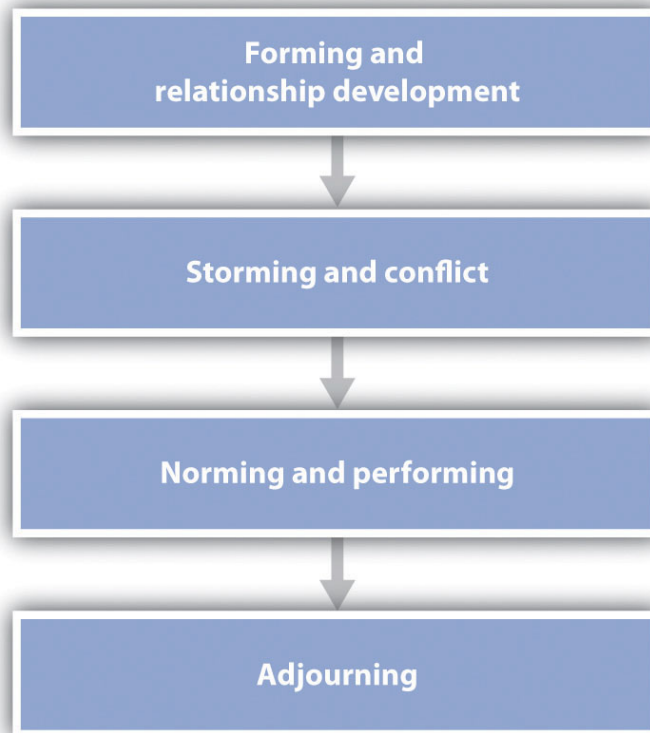 Forming and
relationship development
Storming and conflict
Norming and performing
Adjourning